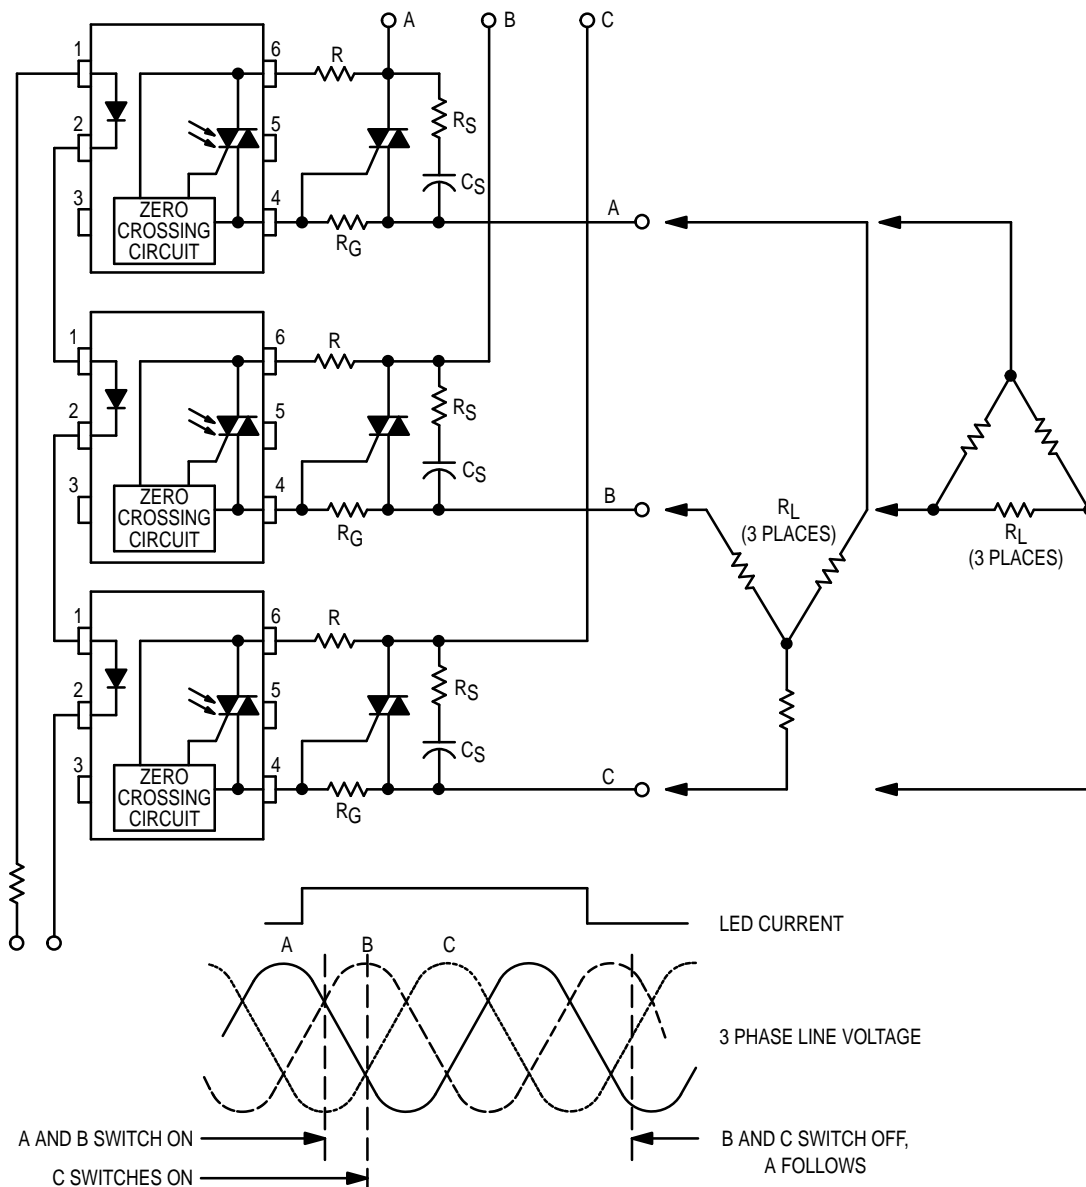 A
B
C
1
6
R
2
5
RS
3
4
CS
ZERO
CROSSING
CIRCUIT
RG
A
1
6
R
2
5
RS
3
4
CS
ZERO
CROSSING
CIRCUIT
RG
B
RL
(3 PLACES)
RL
(3 PLACES)
1
6
R
2
5
RS
3
4
CS
ZERO
CROSSING
CIRCUIT
RG
C
LED CURRENT
A
B
C
3 PHASE LINE VOLTAGE
A AND B SWITCH ON
B AND C SWITCH OFF,
A FOLLOWS
C SWITCHES ON